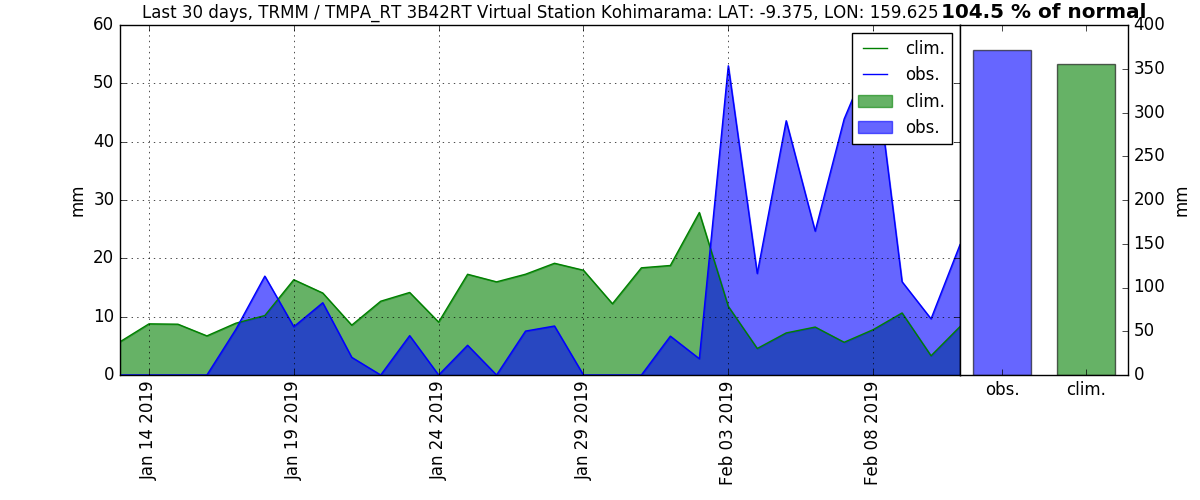 Last 30 days, TRMM / TMPA_RT 3B42RT Virtual Station Kohimarama: LAT: -9.375, LON: 159.625
104.5 % of normal
60
50
40
30
20
10
0
mm
clim.
obs.
clim.
obs.
Jan 14 2019
Jan 19 2019
Jan 24 2019
Jan 29 2019
Feb 03 2019
Feb 08 2019
400
350
300
250
200
150
100
50
0
mm
obs.
clim.